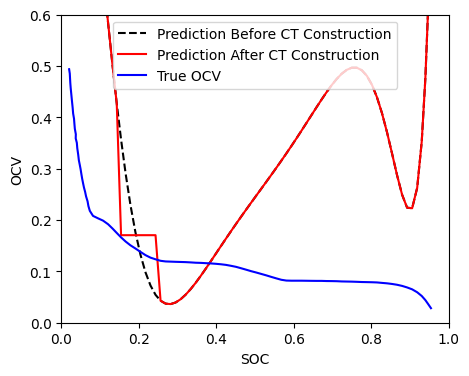 Prediction Before CT Construction
Prediction After CT Construction
True OCV
OCV
0.6
0.5
0.4
0.3
0.2
0.1
0.0
0.0 0.2 0.4 0.6 0.8 1.0
SOC